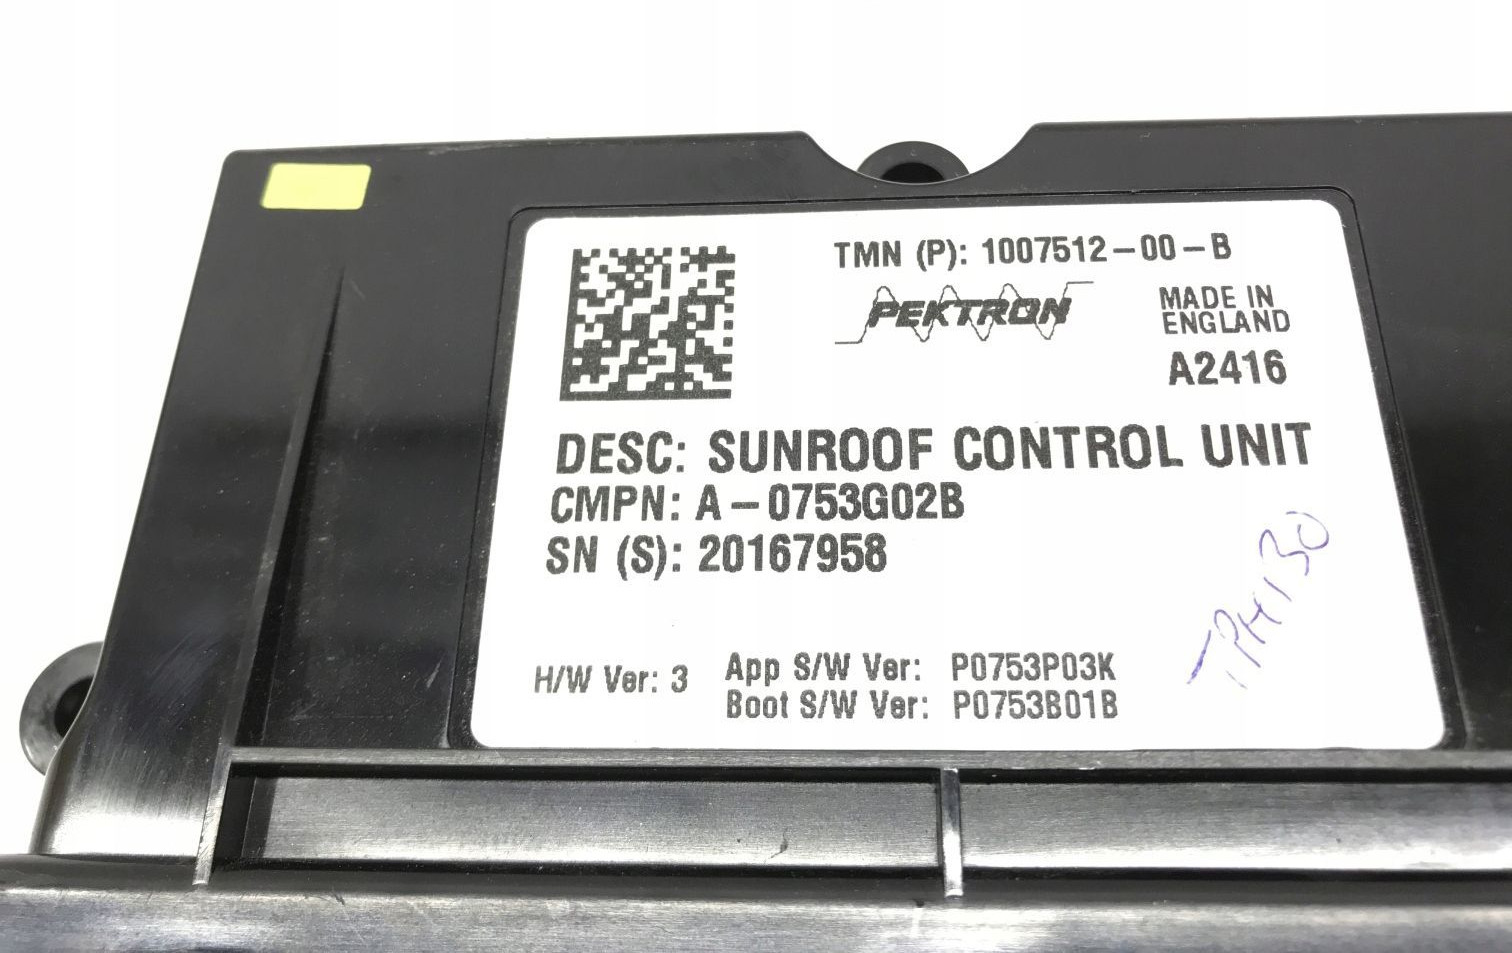 TMN (P): 1007512-00-B
PEKTRON
MADE IN
ENGLAND
A2416
DESC: SUNROOF CONTROL UNIT
CMPN: A-0753G02B
SN (S): 20167958
H/W Ver: 3
App S/W Ver: P0753P03K
Boot S/W Ver: P0753B01B